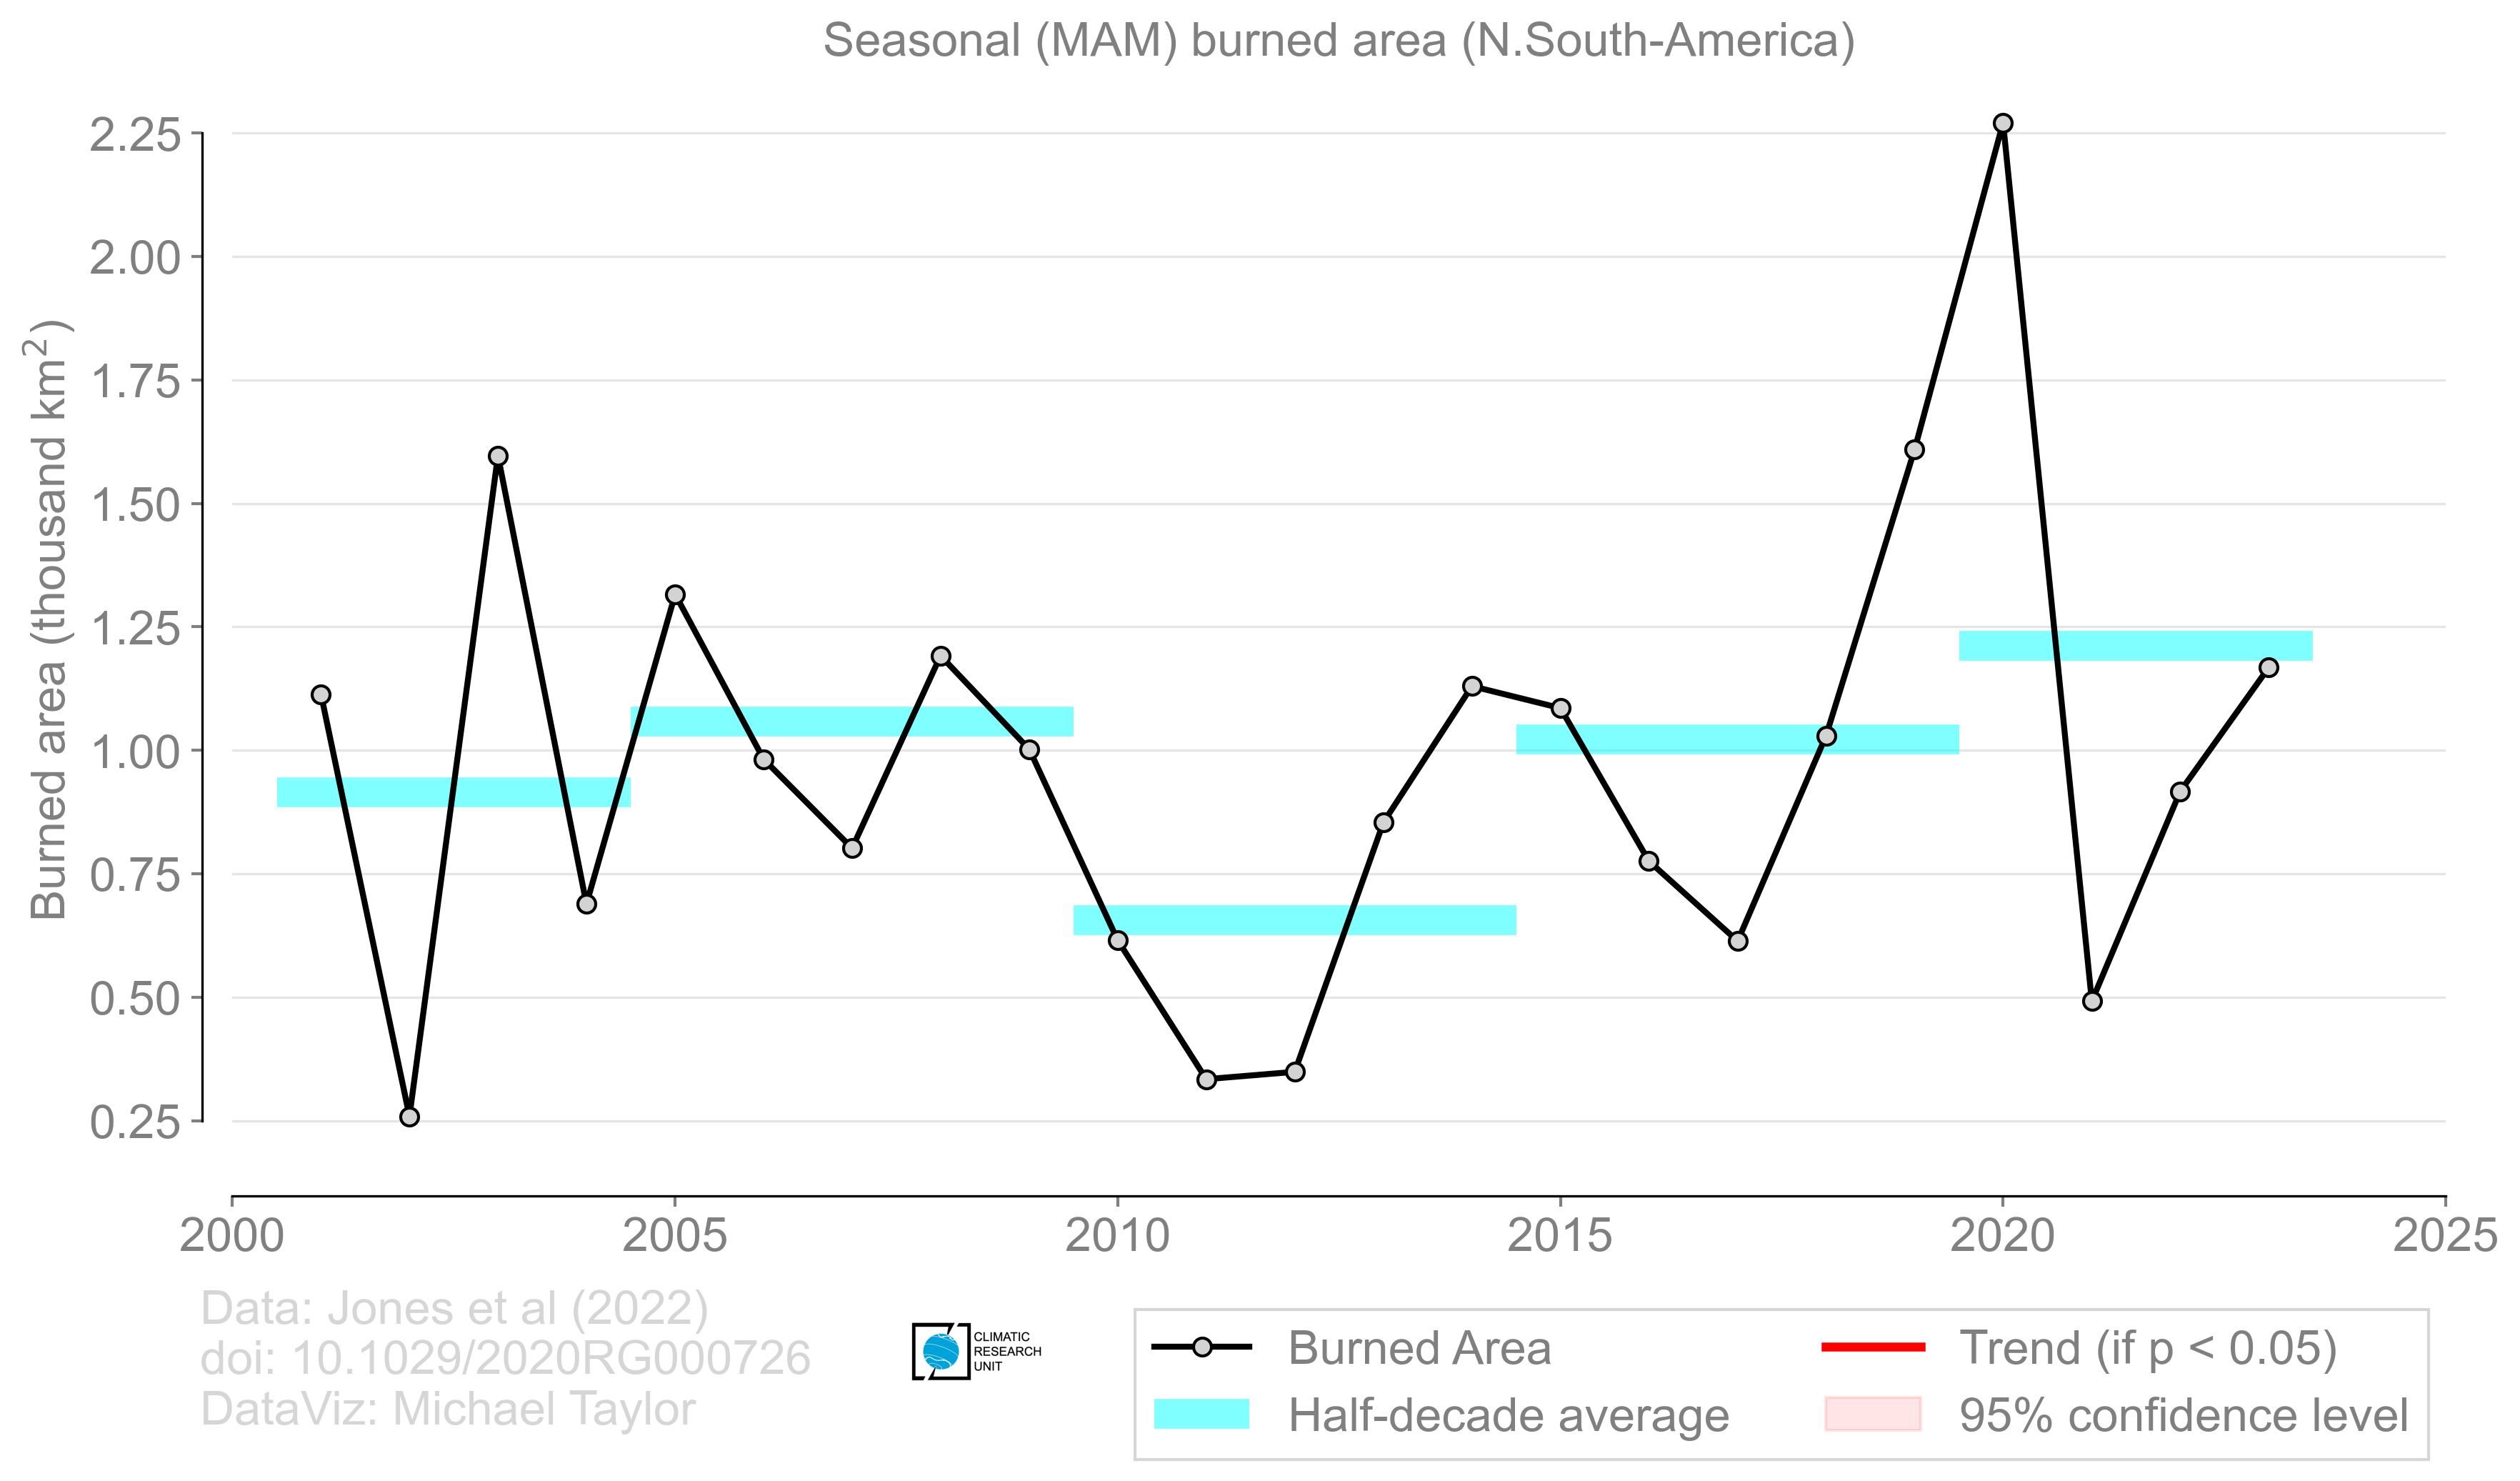 Seasonal (MAM) burned area (N.South-America)
Burned area (thousand km²)
2.25
2.00
1.75
1.50
1.25
1.00
0.75
0.50
0.25
2000
2005
2010
2015
2020
2025
Data: Jones et al (2022)
doi: 10.1029/2020RG000726
DataViz: Michael Taylor
CLIMATIC
RESEARCH
UNIT
Burned Area
Half-decade average
Trend (if p < 0.05)
95% confidence level